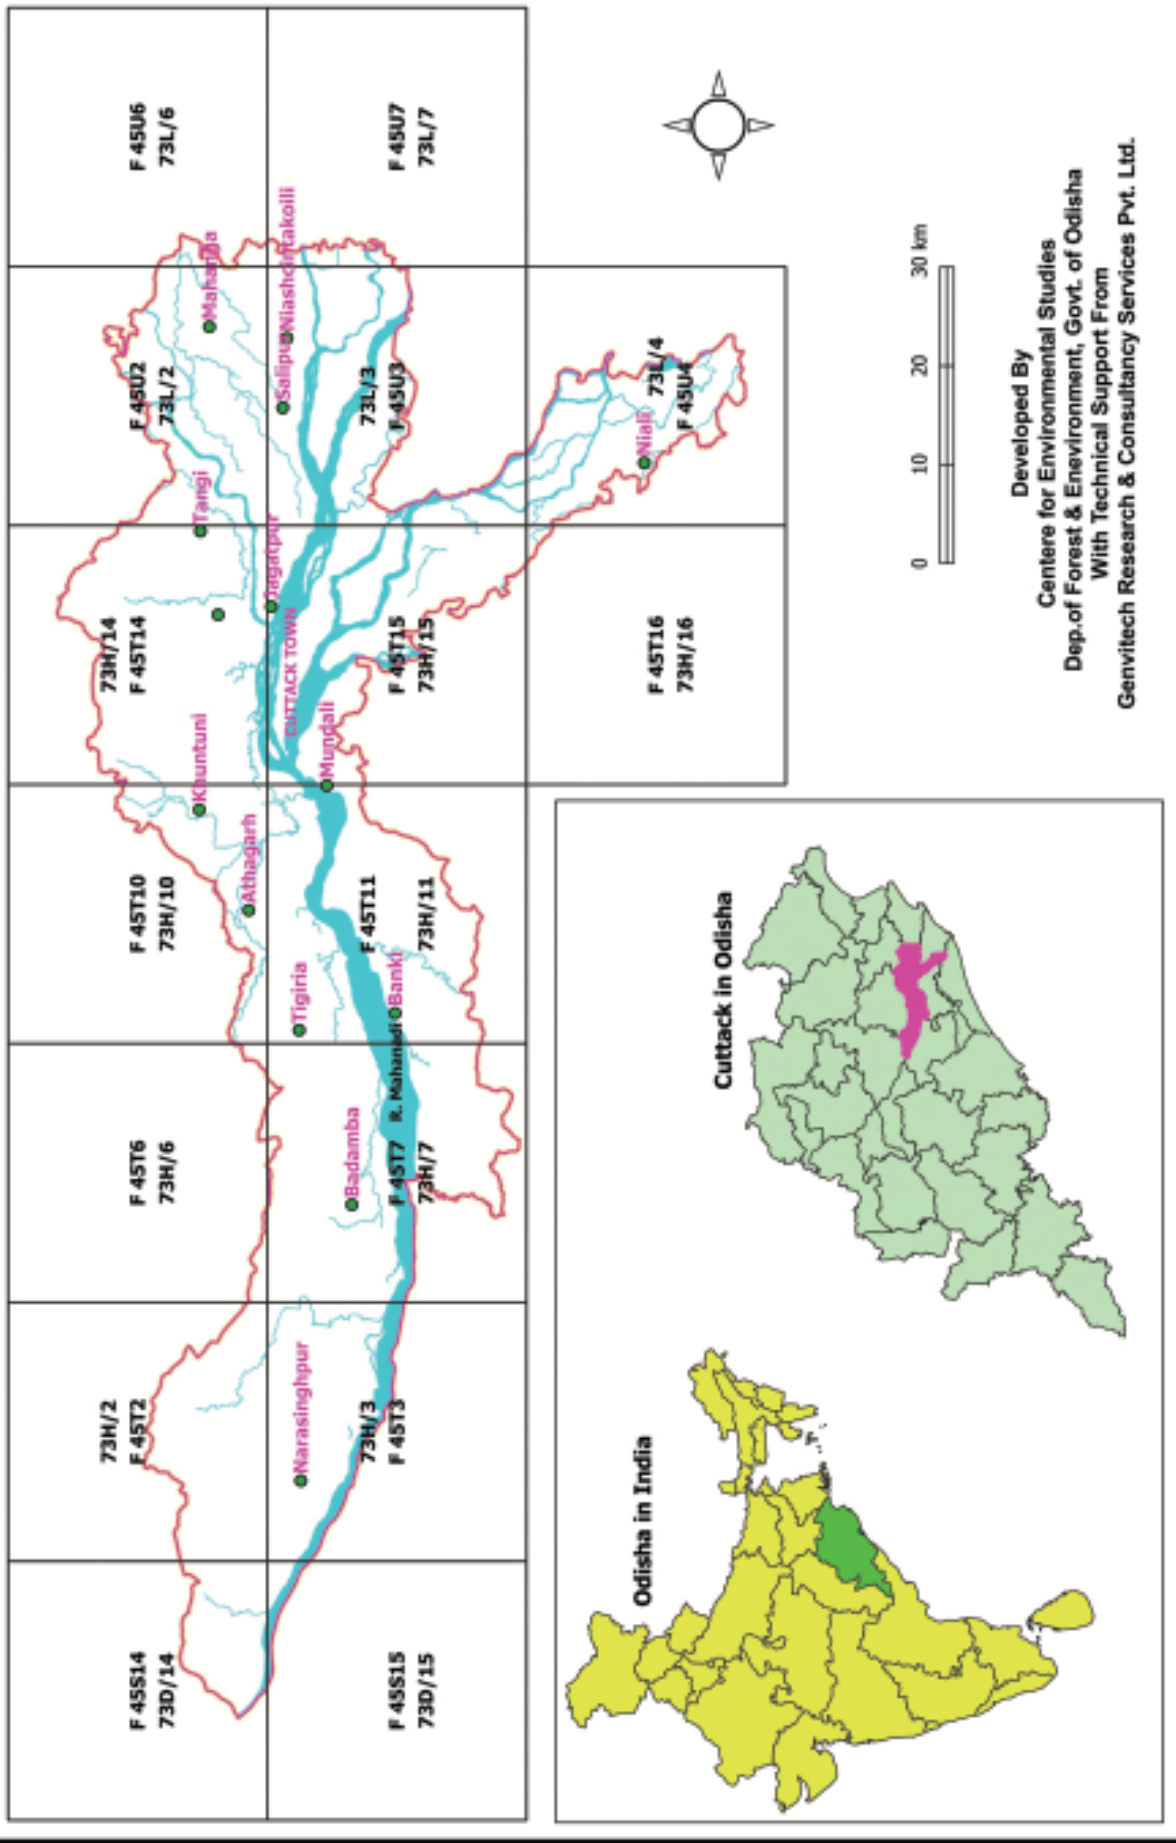 F 45S14
73D/14
73H/2
F 45T2
F 45T6
73H/6
F 45T10
73H/10
73H/14
F 45T14
F 45U2
73L/2
F 45U6
73L/6
Khuntuni
Tangi
Mahanga
Athagarh
Narasinghpur
Badamba
Tigiria
Mundali
CUTTACK TOWN
Jagatpur
Salipur
Niashcintakoili
F 45S15
73D/15
73H/3
F 45T3
F 45T7
73H/7
R. Mahanadi
Banki
F 45T11
73H/11
F 45T15
73H/15
73L/3
F 45U3
F 45U7
73L/7
Niali
F 45T16
73H/16
73L/4
F 45U4
Odisha in India
Cuttack in Odisha
0 10 20 30 km
Developed By
Centere for Environmental Studies
Dep.of Forest & Enevironment, Govt. of Odisha
With Technical Support From
Genvitech Research & Consultancy Services Pvt. Ltd.